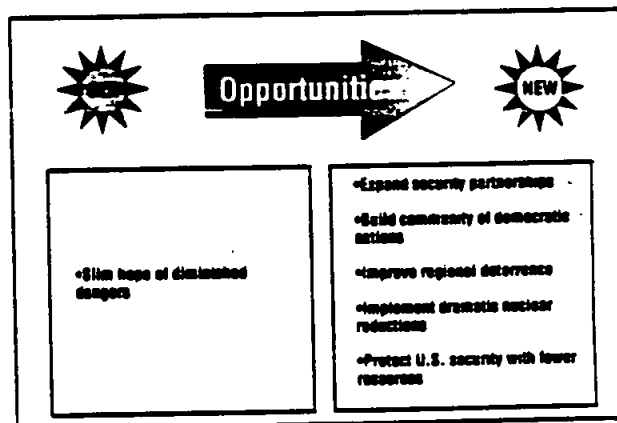 Opportunitie
NEW
•Slim hope of diminished
dangers
•Expand security partnerships
•Build community of democratic
nations
•Improve regional deterrence
•Implement dramatic nuclear
reductions
•Protect U.S. security with fewer
resources